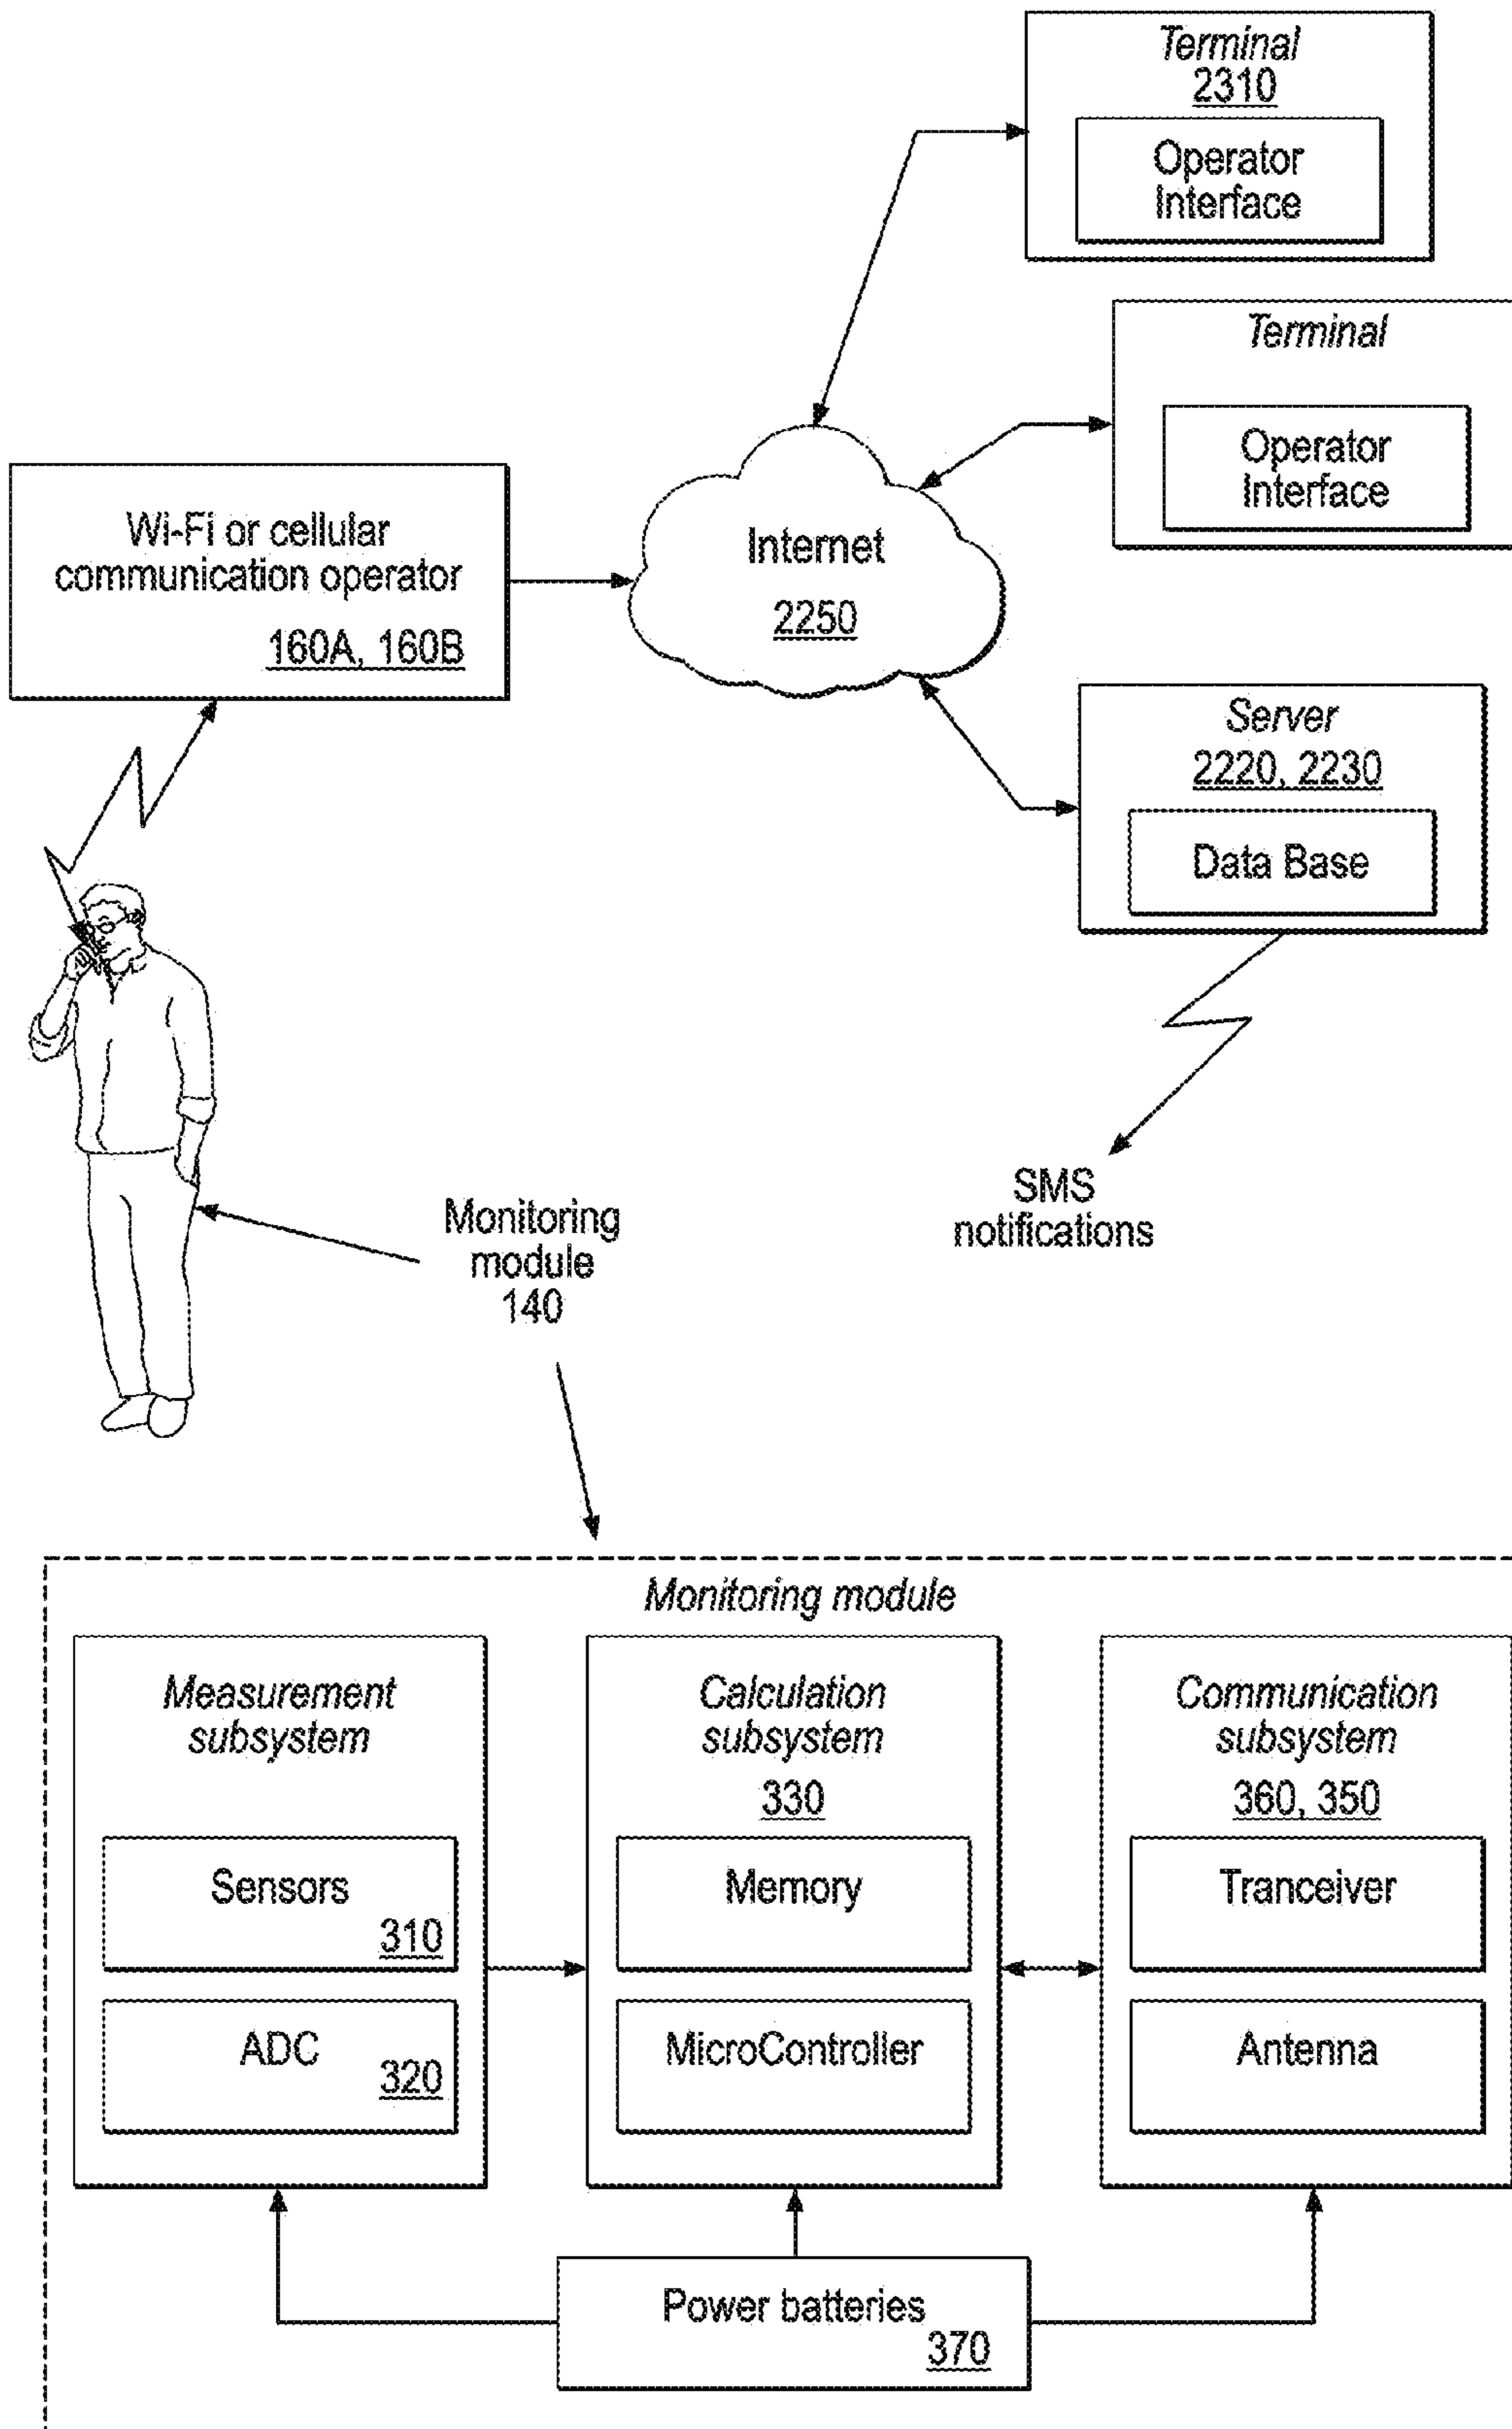 Terminal
2310
Operator
Interface
Terminal
Operator
Interface
Wi-Fi or cellular
communication operator
160A, 160B
Internet
2250
Server
2220, 2230
Data Base
SMS
notifications
Monitoring
module
140
Monitoring module
Measurement
subsystem
Sensors
310
ADC
320
Calculation
subsystem
330
Memory
MicroController
Communication
subsystem
360, 350
Tranceiver
Antenna
Power batteries
370